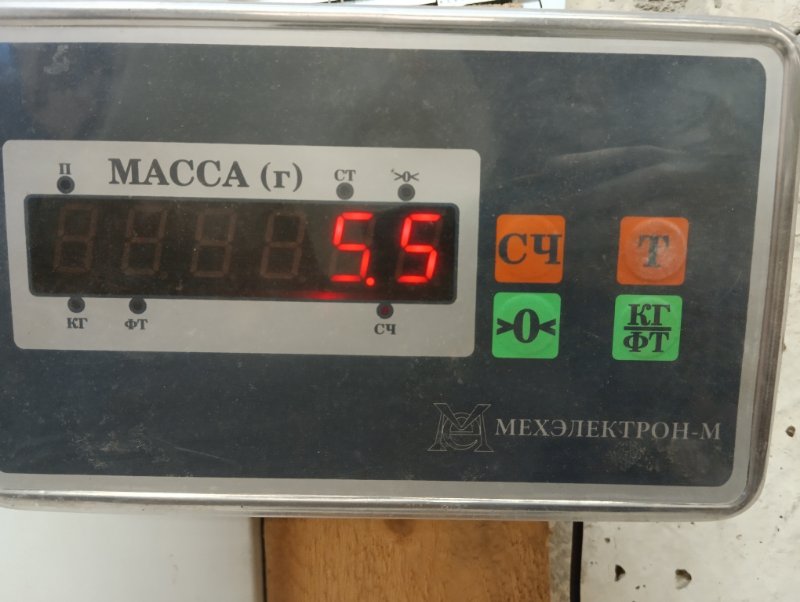 П МАССА (г) СТ >0<
5.5
КГ ФТ СЧ
СЧ Т
>0< КГ
ФТ
МЕХЭЛЕКТРОН-М